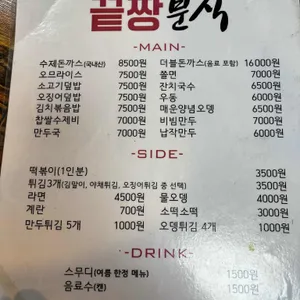 끝짱분식
-MAIN-
수제돈까스(국내산) 8500원 더블돈까스(음료 포함) 16000원
오므라이스 7500원 쫄면 7000원
소고기덮밥 7500원 잔치국수 6500원
오징어덮밥 7500원 우동 6000원
김치볶음밥 7500원 매운양념오뎅 6000원
찹쌀수제비 7000원 비빔만두 7000원
만두국 7000원 납작만두 6000원
-SIDE-
떡볶이(1인분) 3500원
튀김3개(김말이, 야채튀김, 오징어튀김 중 선택) 3500원
라면 4500원 물오뎅 4000원
계란 700원 소떡소떡 3000원
만두튀김 5개 1000원 오뎅튀김 4개 1000원
-DRINK-
스무디(여름 한정 메뉴) 1500원
음료수(캔) 1500원